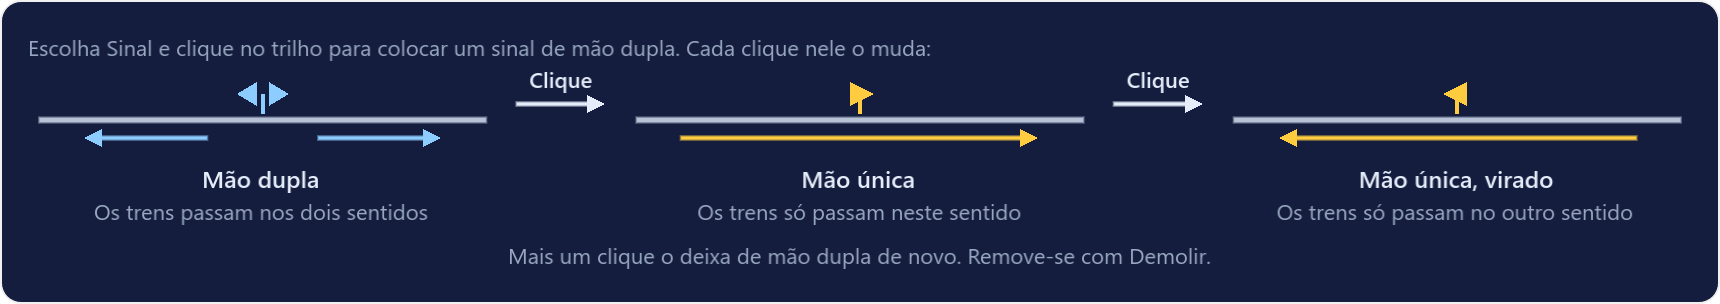 Escolha Sinal e clique no trilho para colocar um sinal de mão dupla. Cada clique nele o muda:
Clique
Clique
Mão dupla
Mão única
Mão única, virado
Os trens passam nos dois sentidos
Os trens só passam neste sentido
Os trens só passam no outro sentido
Mais um clique o deixa de mão dupla de novo. Remove-se com Demolir.